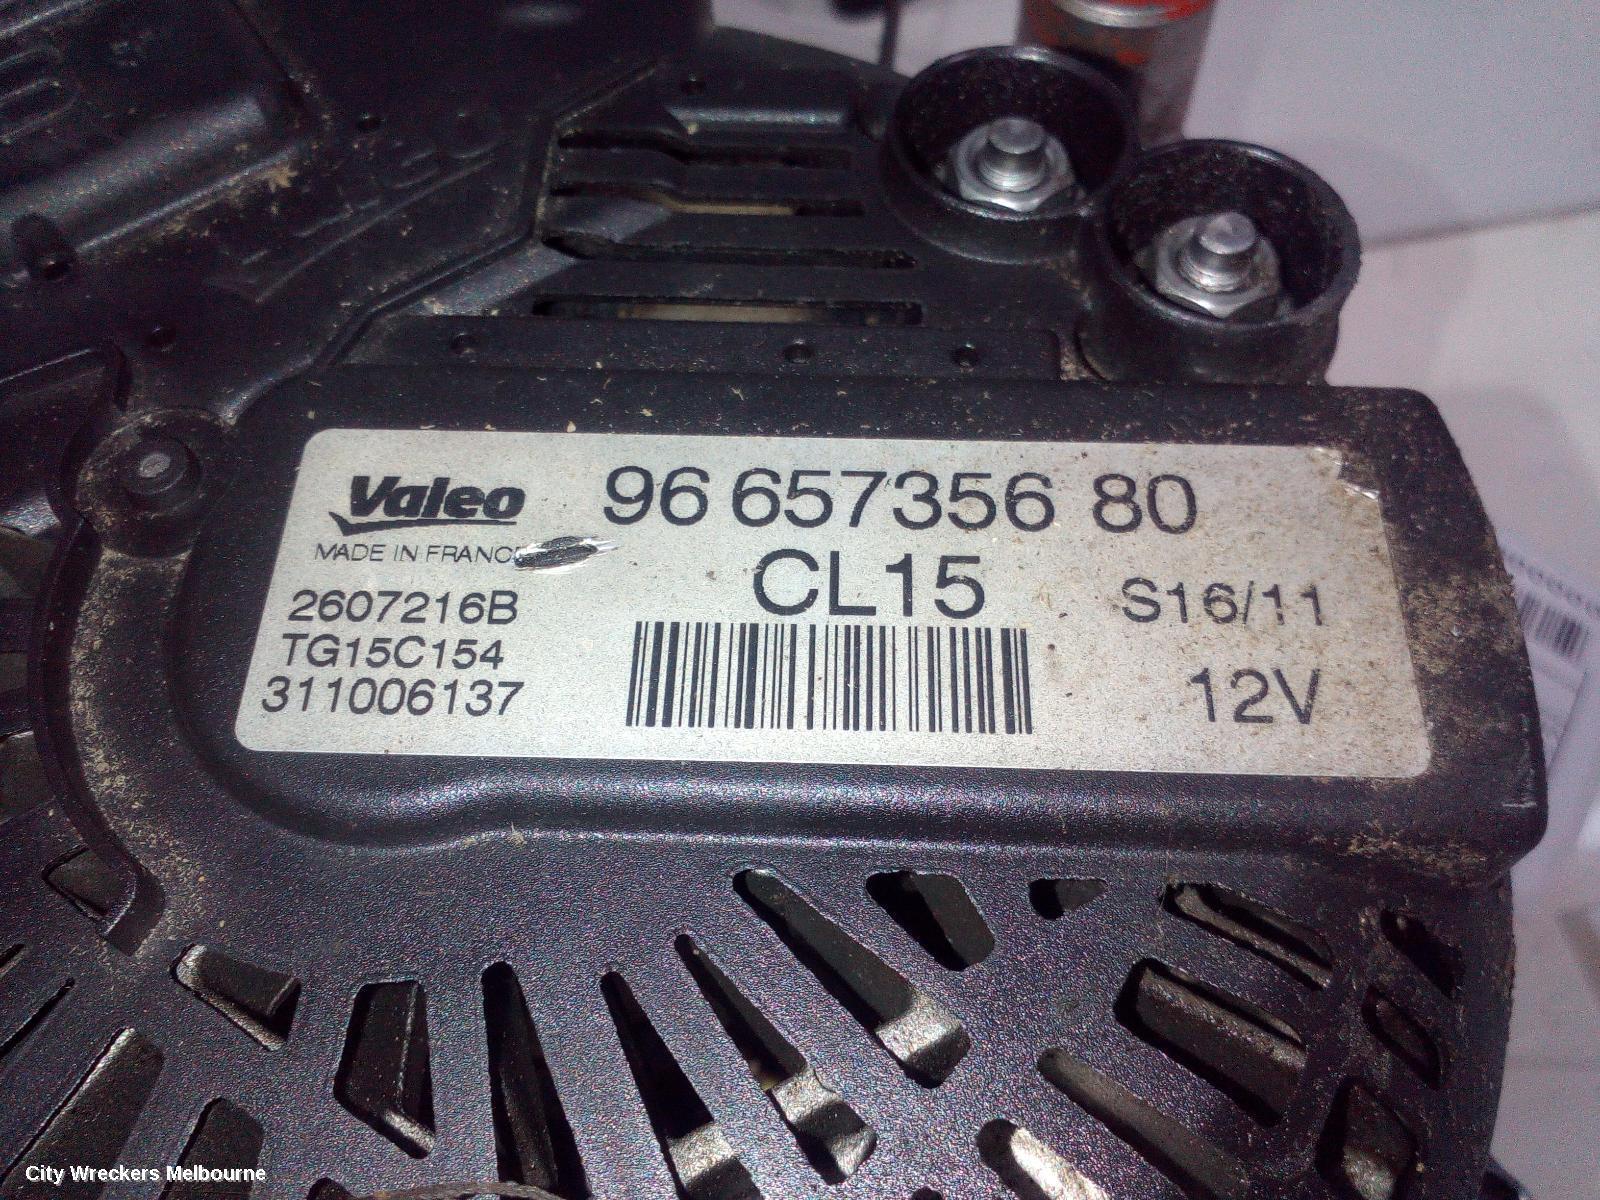 Valeo
96 657356 80
MADE IN FRANC
CL15
2607216B
S16/11
TG15C154
311006137
12V
City Wreckers Melbourne